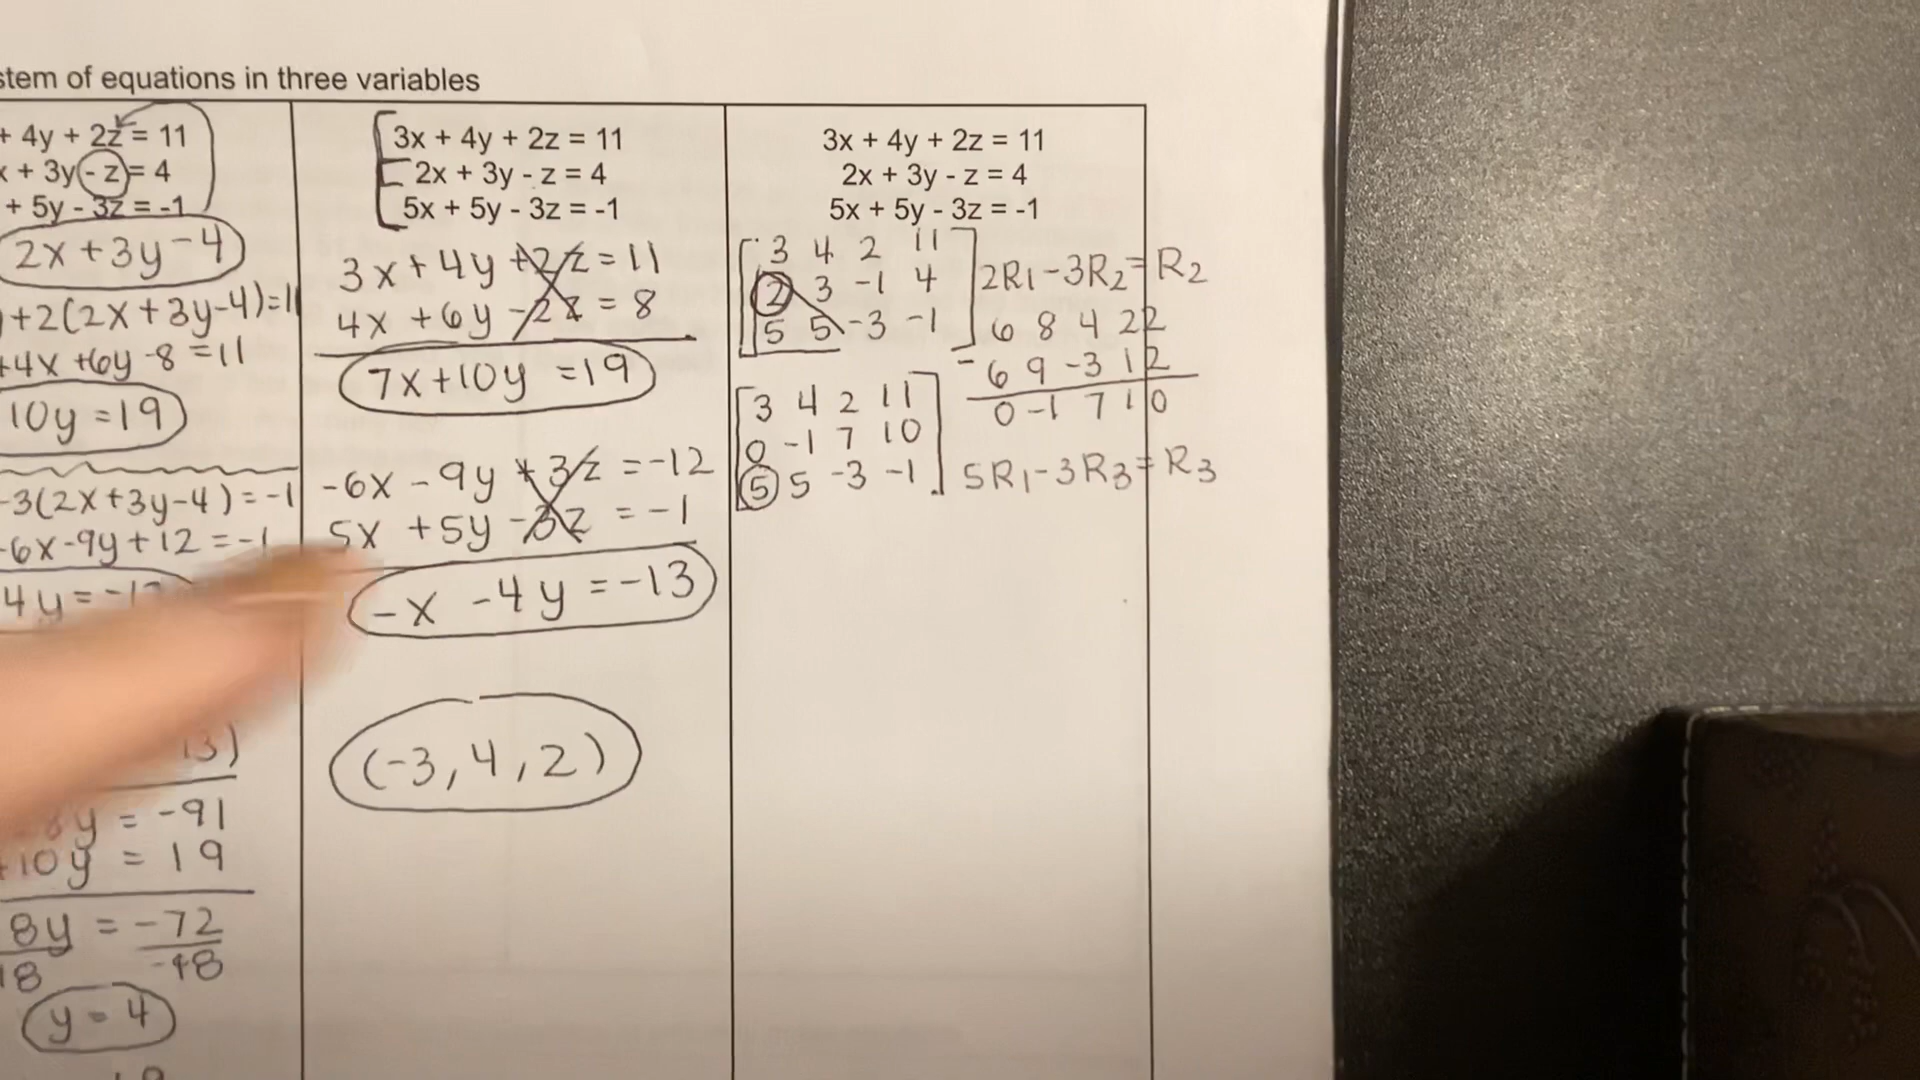 stem of equations in three variables
+ 4y + 2z = 11
x + 3y - z = 4
+ 5y - 3z = -1
2x+3y-4
)+2(2x+3y-4)=11
+4x +6y -8 = 11
10y = 19
-3(2x+3y-4) = -1
-6x-9y+12 = -1
4y = -13
13)
8y = -91
+10y = 19
8y = -72
18 -18
y = 4
3x + 4y + 2z = 11
2x + 3y - z = 4
5x + 5y - 3z = -1
3x+4y +2z = 11
4x +6y -2z = 8
7x+10y = 19
-6x -9y +3z = -12
5x +5y -3z = -1
-x -4y = -13
(-3, 4, 2)
3x + 4y + 2z = 11
2x + 3y - z = 4
5x + 5y - 3z = -1
3 4 2 11
2 3 -1 4
5 5 -3 -1
2R1-3R2=R2
6 8 4 22
- 6 9 -3 12
0 -1 7 10
3 4 2 11
0 -1 7 10
5 5 -3 -1
5R1-3R3=R3